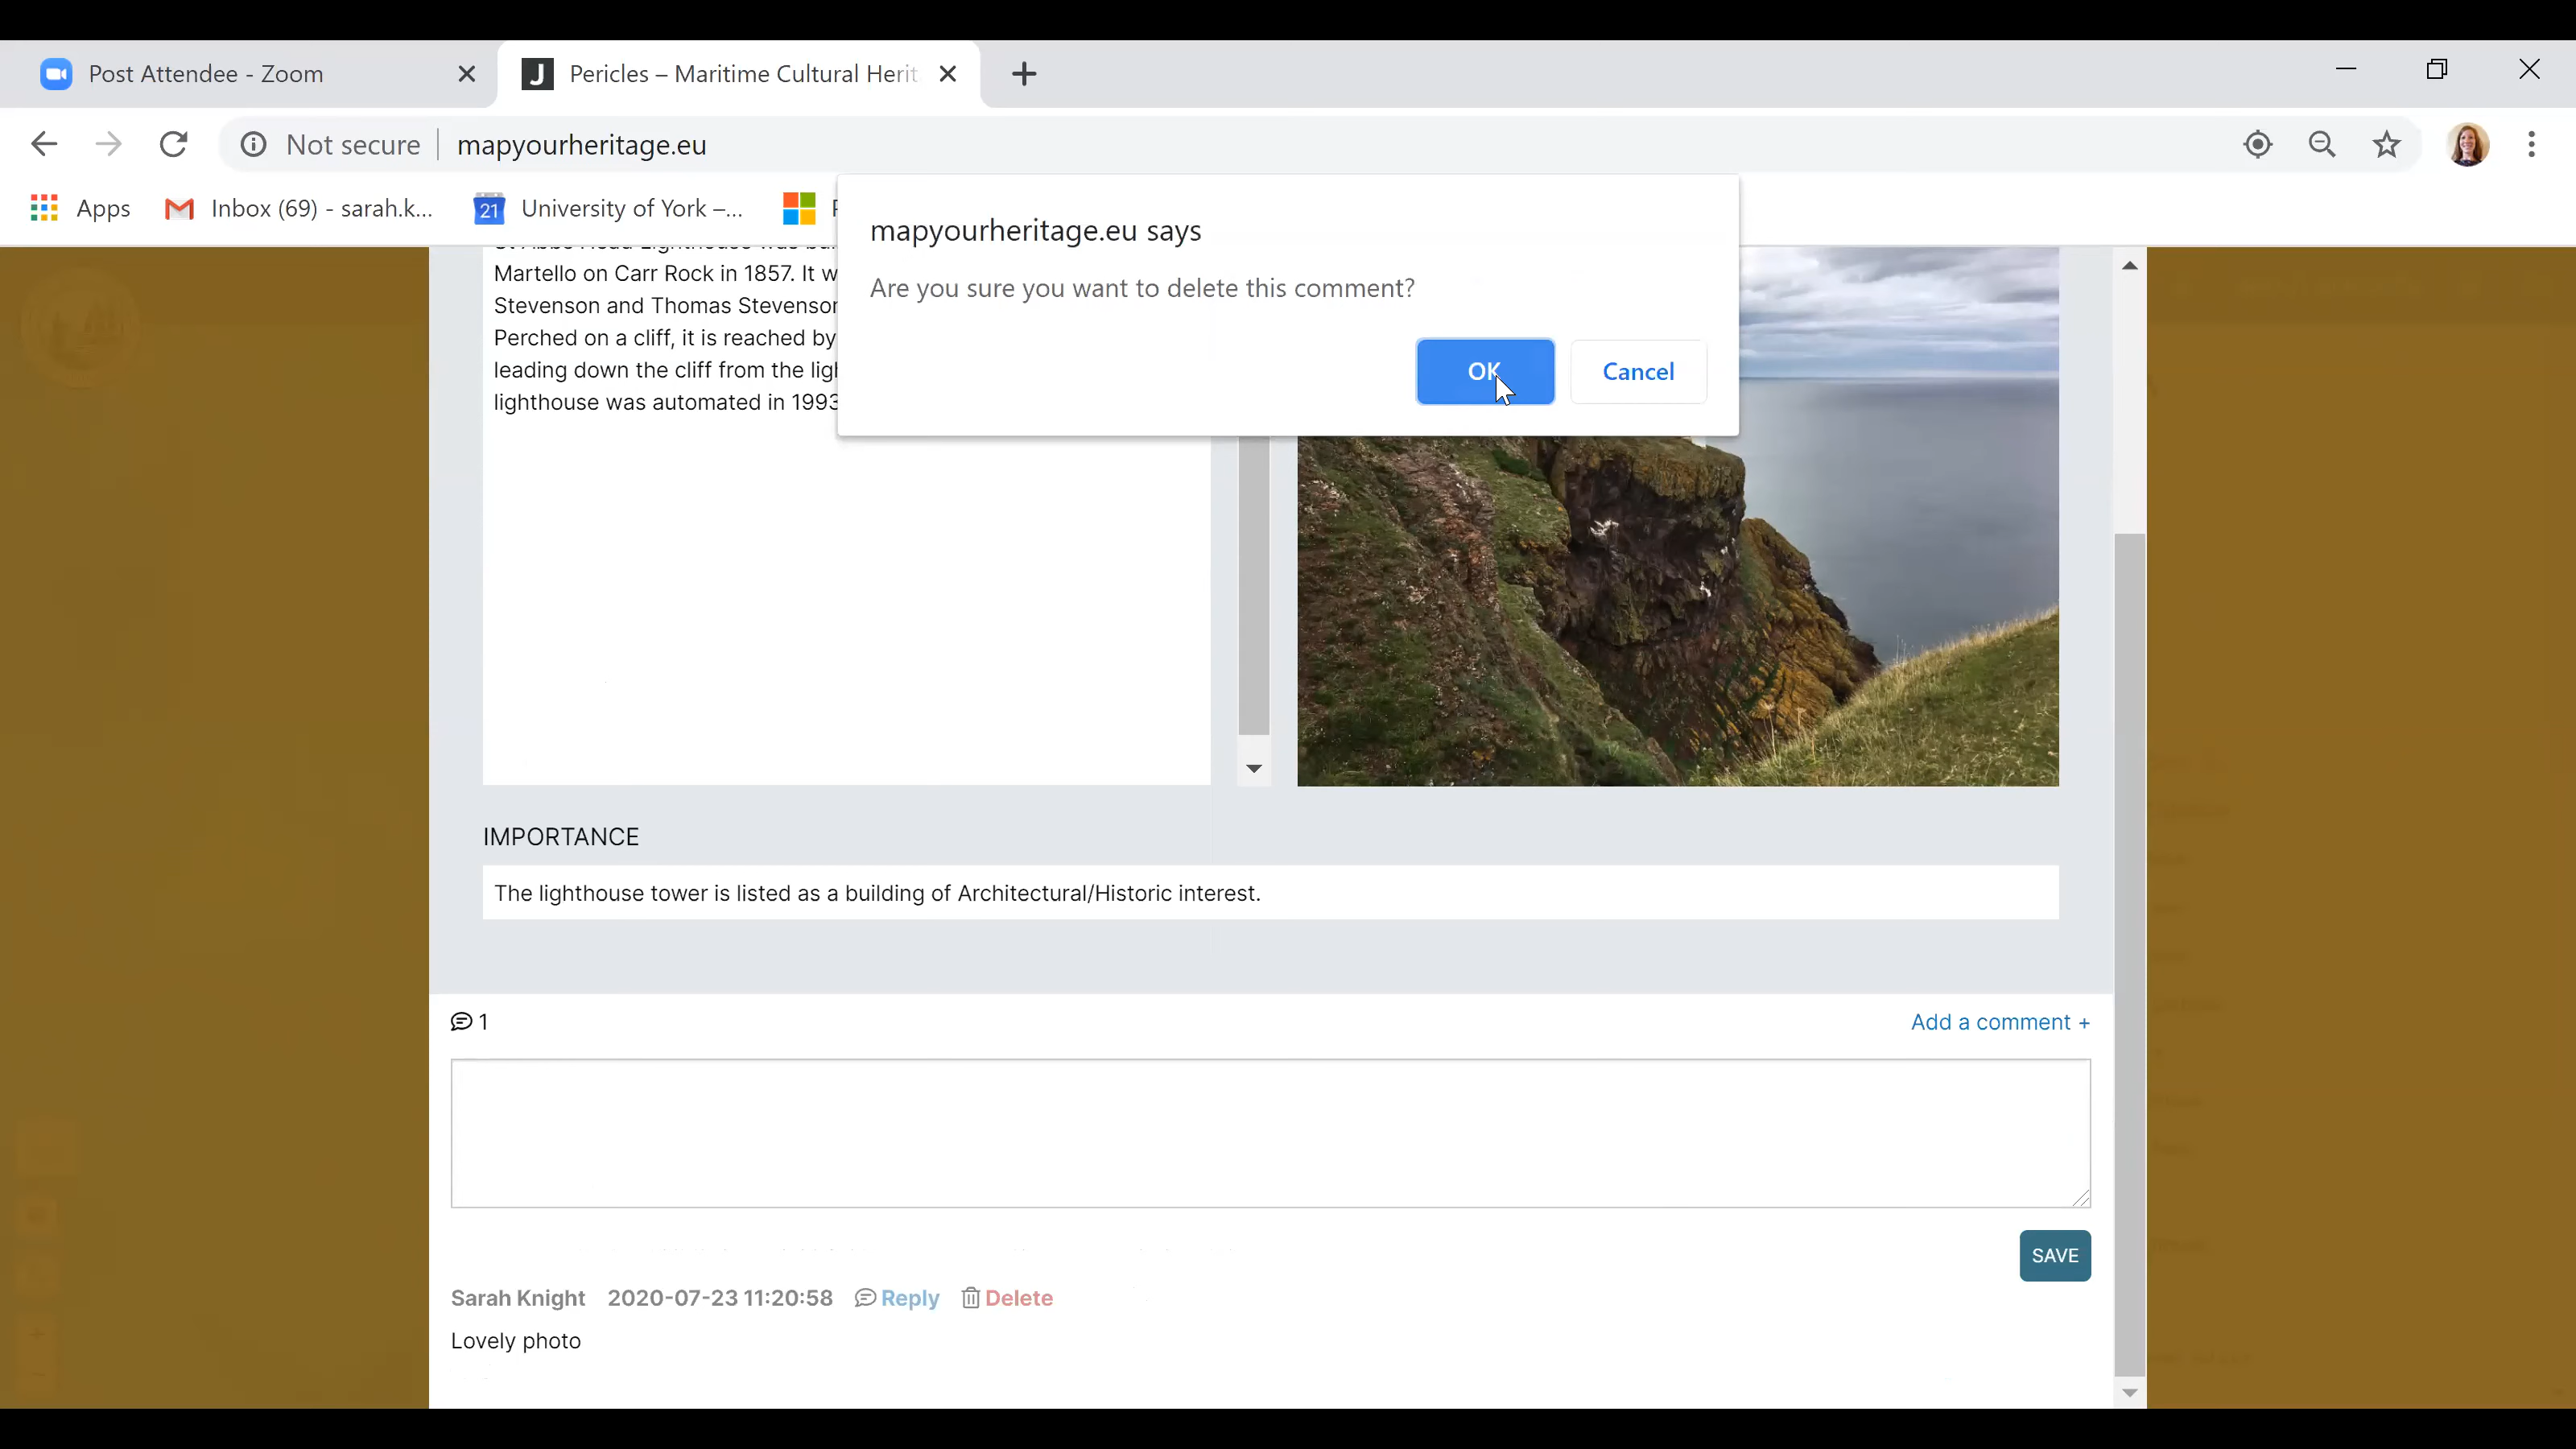 Post Attendee - Zoom
Pericles – Maritime Cultural Herit
Not secure
mapyourheritage.eu
Apps
Inbox (69) - sarah.k...
21
University of York –...
mapyourheritage.eu says
Are you sure you want to delete this comment?
OK
Cancel
Martello on Carr Rock in 1857. It w
Stevenson and Thomas Stevenson
Perched on a cliff, it is reached by
leading down the cliff from the ligh
lighthouse was automated in 1993
IMPORTANCE
The lighthouse tower is listed as a building of Architectural/Historic interest.
1
Add a comment +
SAVE
Sarah Knight 2020-07-23 11:20:58 Reply Delete
Lovely photo